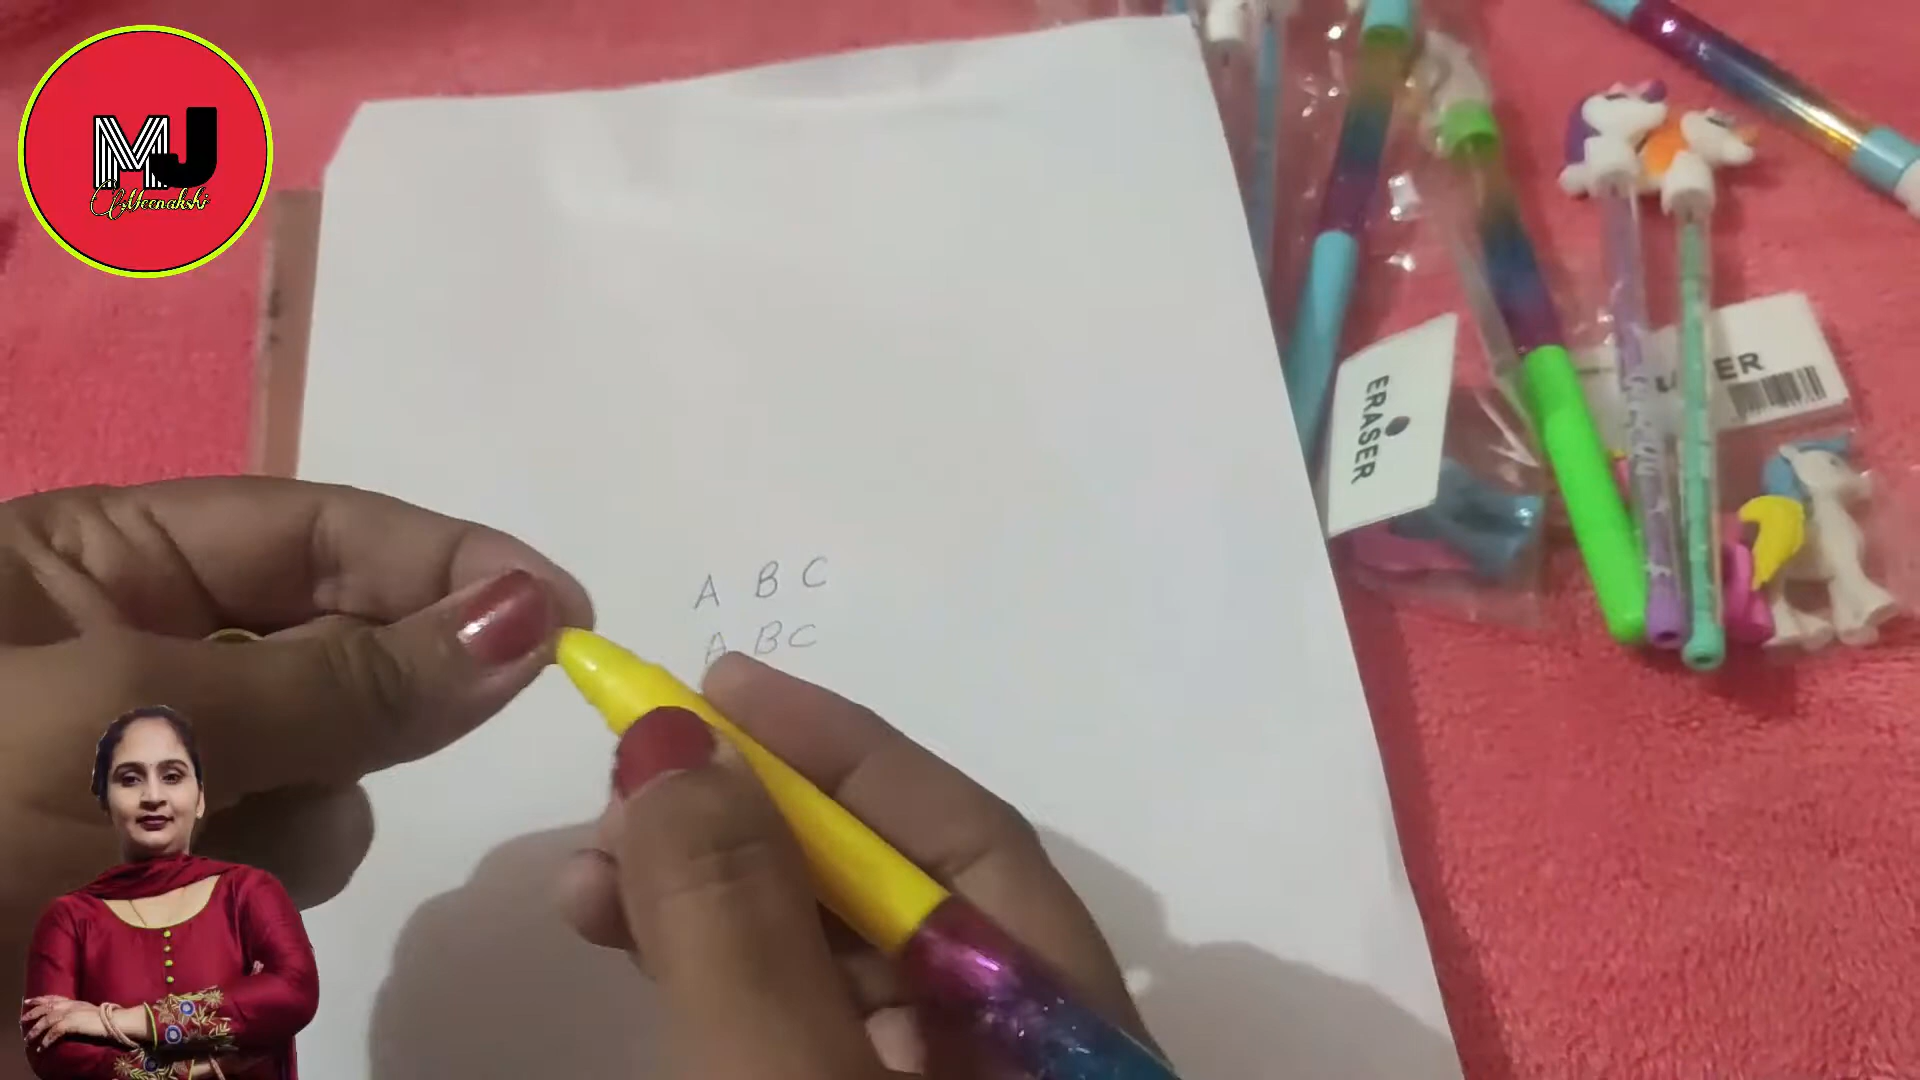 MJ
Meenakshi
A B C
A B C
ERASER
ER